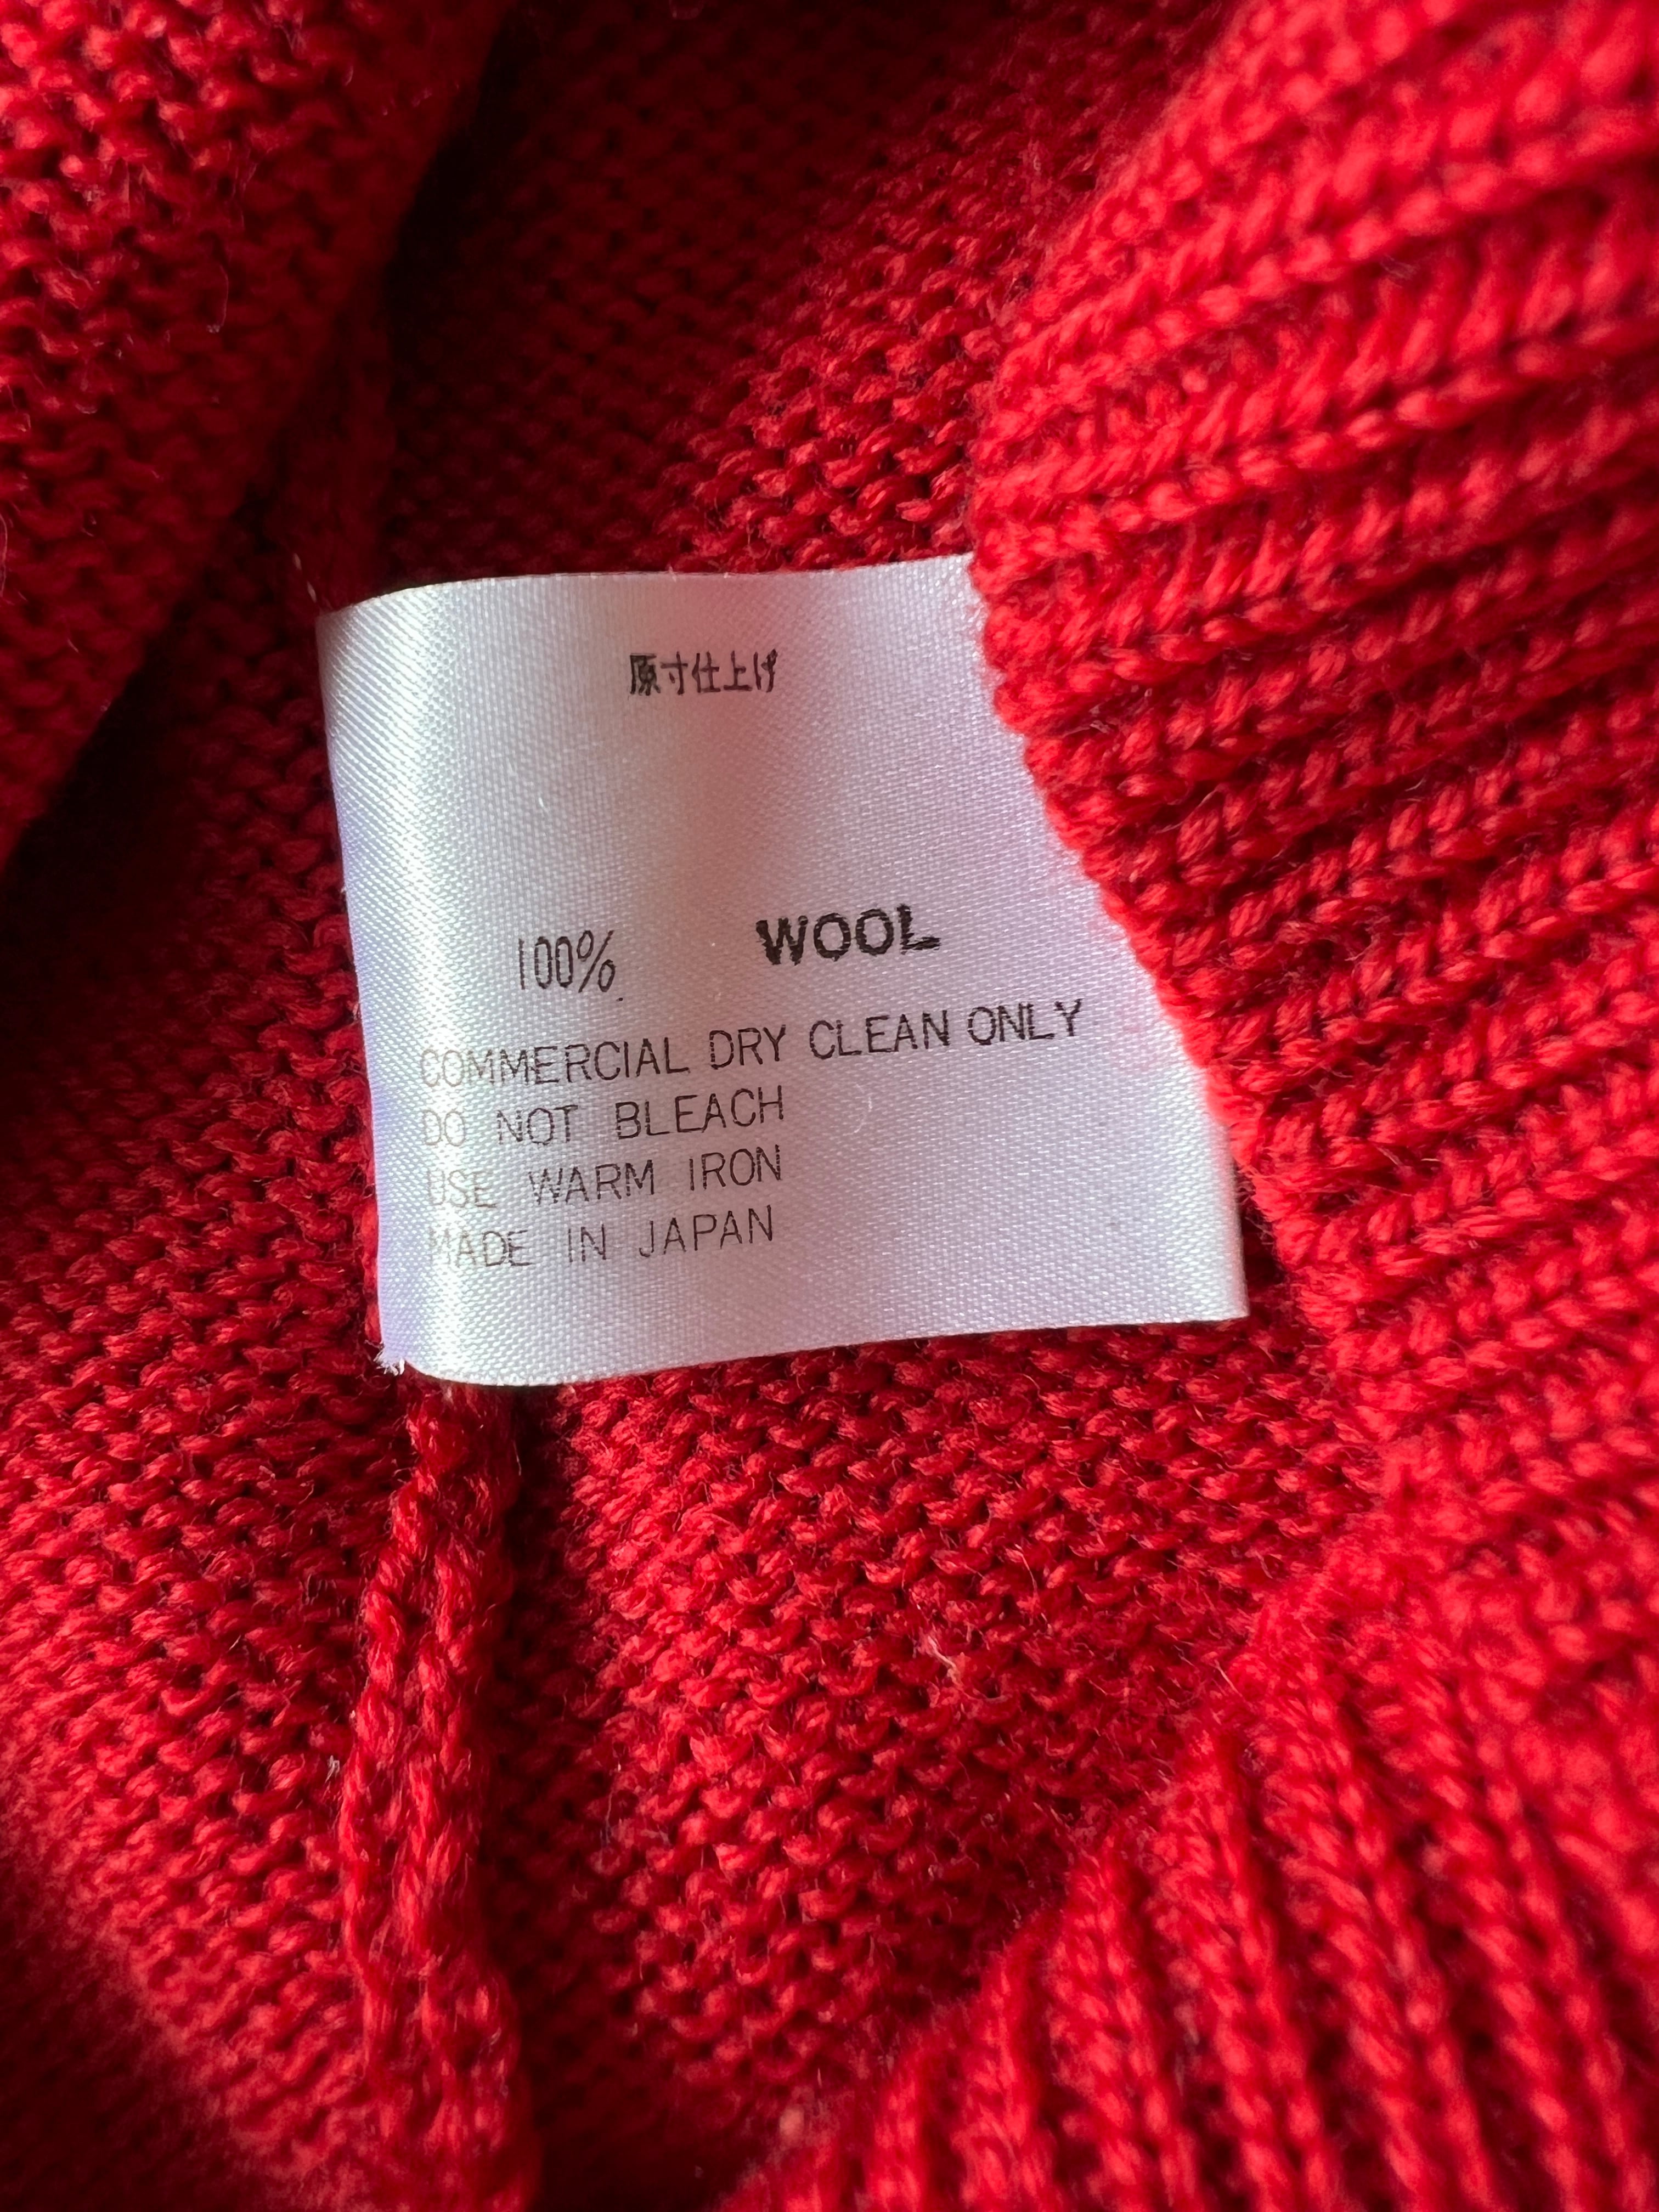 原寸仕上げ
100% WOOL
COMMERCIAL DRY CLEAN ONLY
DO NOT BLEACH
USE WARM IRON
MADE IN JAPAN